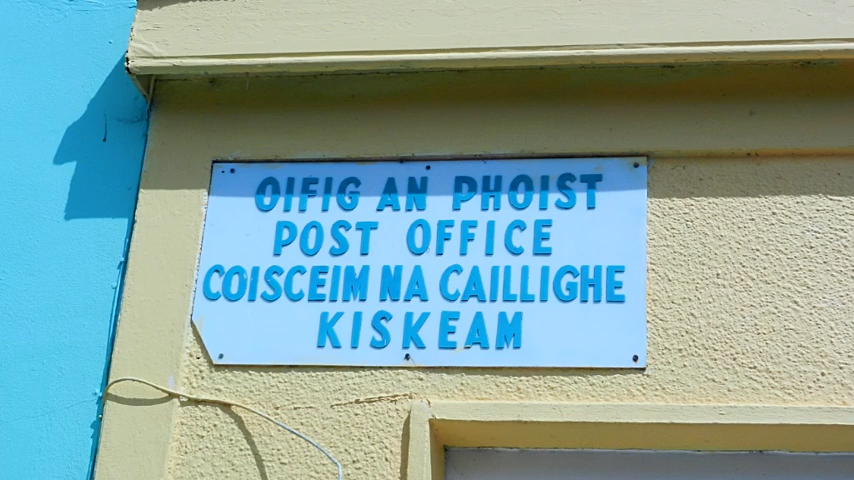 OIFIG AN PHOIST
POST OFFICE
COISCEIM NA CAILLIGHE
KISKEAM